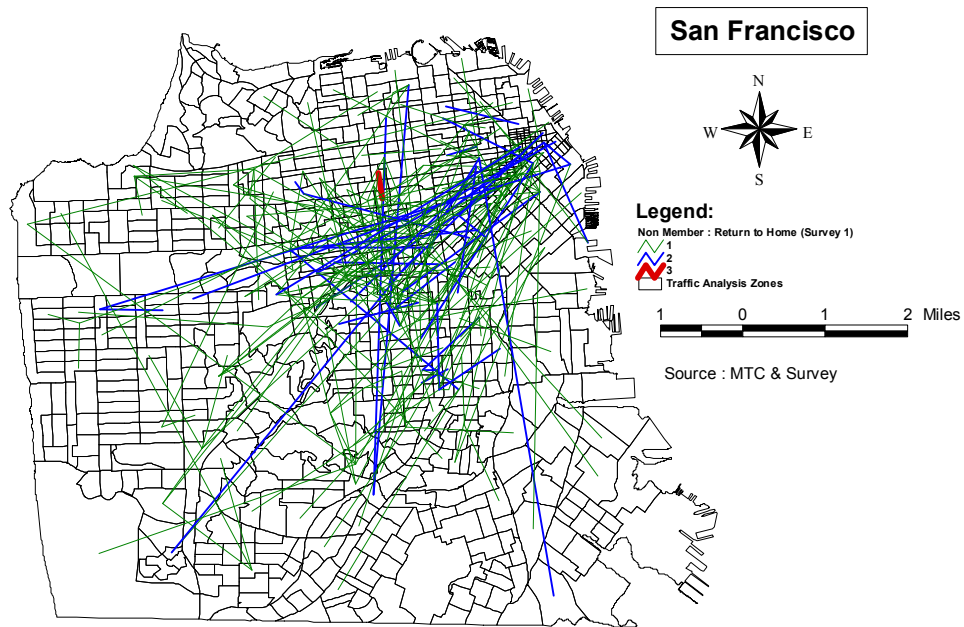 San Francisco
N
W
E
S
Legend:
Non Member : Return to Home (Survey 1)
1
2
3
Traffic Analysis Zones
1 0 1 2 Miles
Source : MTC & Survey